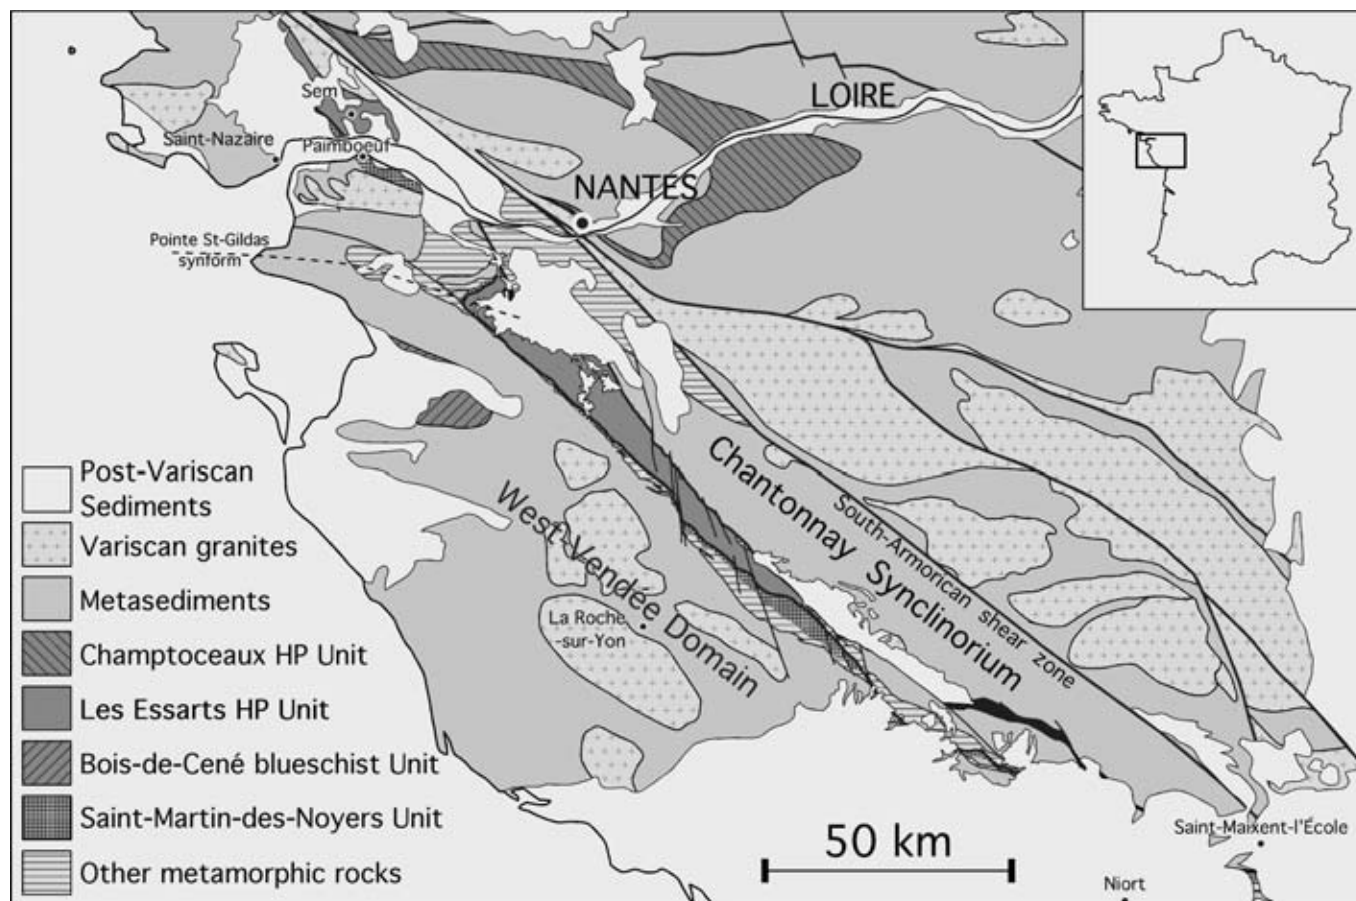 LOIRE
Sem
Saint-Nazaire
Paimboeuf
NANTES
Pointe St-Gildas
synform
Chantonnay Synclinorium
South-Armorican shear zone
West-Vendée Domain
La Roche
-sur-Yon
Post-Variscan
Sediments
Variscan granites
Metasediments
Champtoceaux HP Unit
Les Essarts HP Unit
Bois-de-Cené blueschist Unit
Saint-Martin-des-Noyers Unit
Other metamorphic rocks
50 km
Saint-Maixent-l'École
Niort